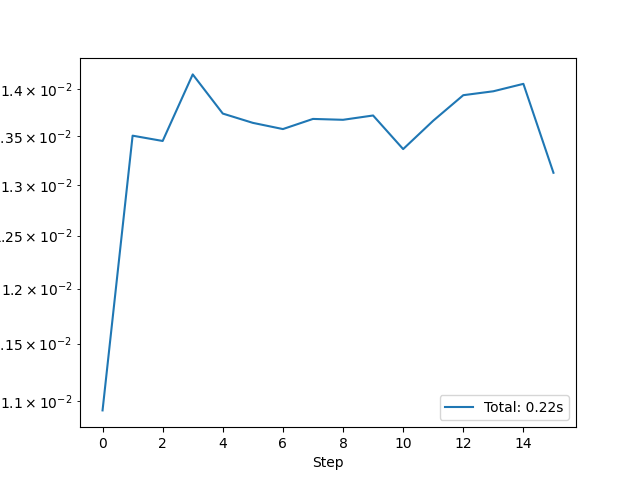 1.4 × 10⁻²
.35 × 10⁻²
1.3 × 10⁻²
.25 × 10⁻²
1.2 × 10⁻²
.15 × 10⁻²
1.1 × 10⁻²
Total: 0.22s
0 2 4 6 8 10 12 14
Step